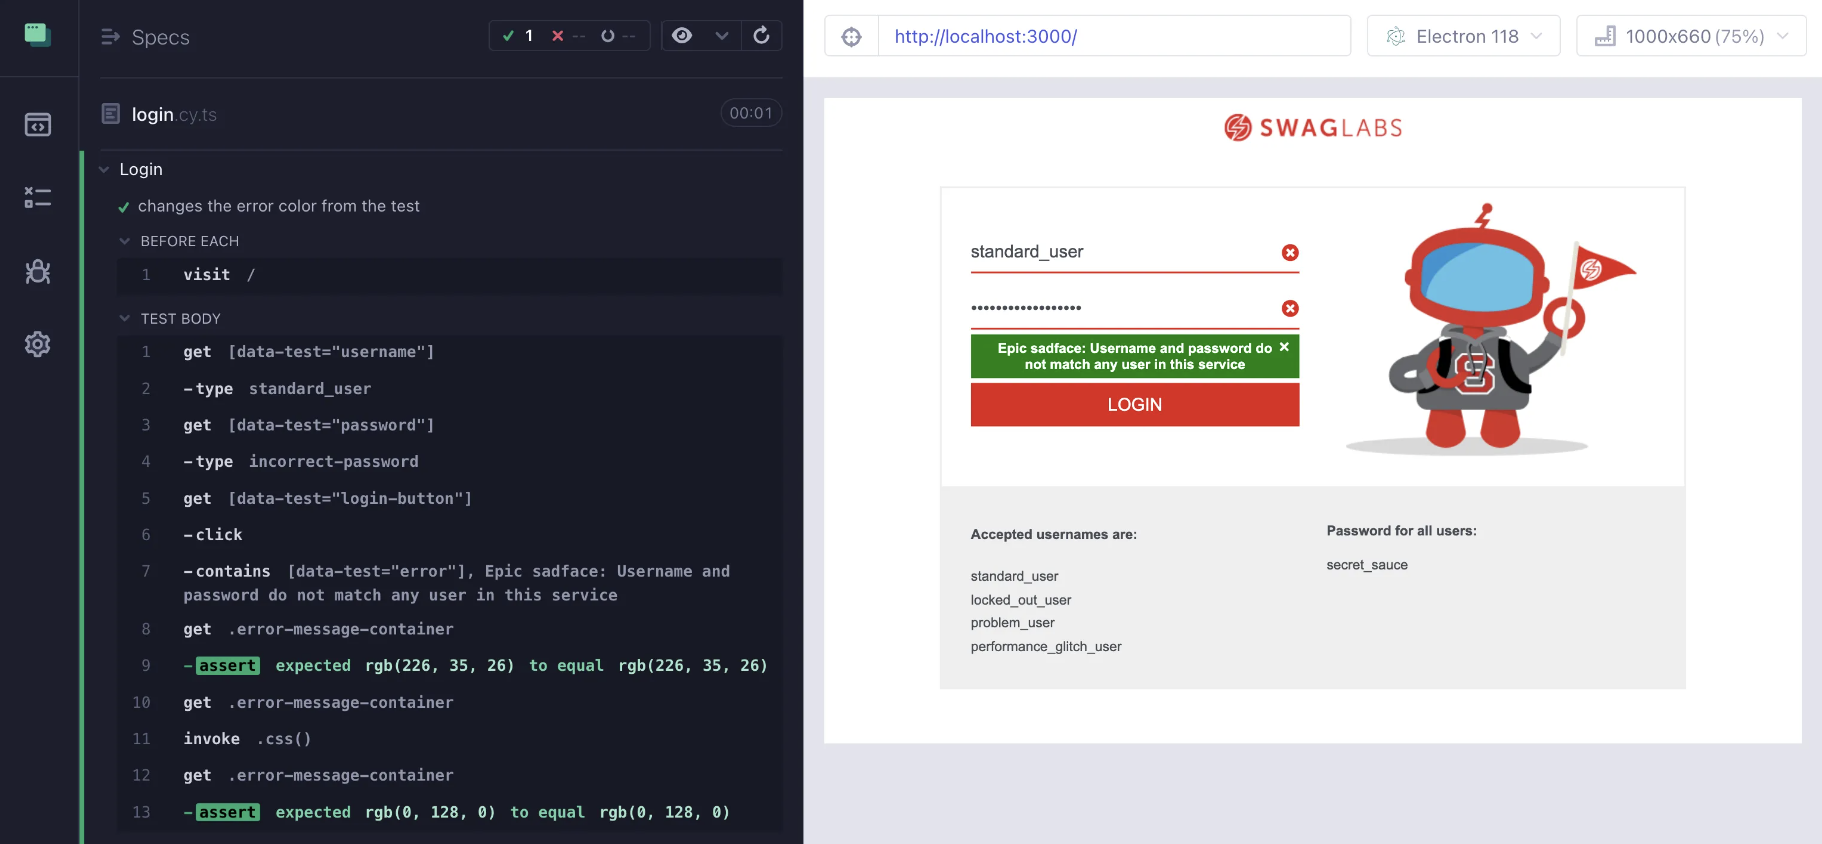 Specs
1 -- --
login.cy.ts
00:01
Login
changes the error color from the test
BEFORE EACH
1 visit /
TEST BODY
1 get [data-test="username"]
2 -type standard_user
3 get [data-test="password"]
4 -type incorrect-password
5 get [data-test="login-button"]
6 -click
7 -contains [data-test="error"], Epic sadface: Username and
password do not match any user in this service
8 get .error-message-container
9 -assert expected rgb(226, 35, 26) to equal rgb(226, 35, 26)
10 get .error-message-container
11 invoke .css()
12 get .error-message-container
13 -assert expected rgb(0, 128, 0) to equal rgb(0, 128, 0)
http://localhost:3000/
Electron 118
1000x660 (75%)
SWAGLABS
standard_user
••••••••••••••••••
Epic sadface: Username and password do
not match any user in this service
LOGIN
S
Accepted usernames are:
standard_user
locked_out_user
problem_user
performance_glitch_user
Password for all users:
secret_sauce